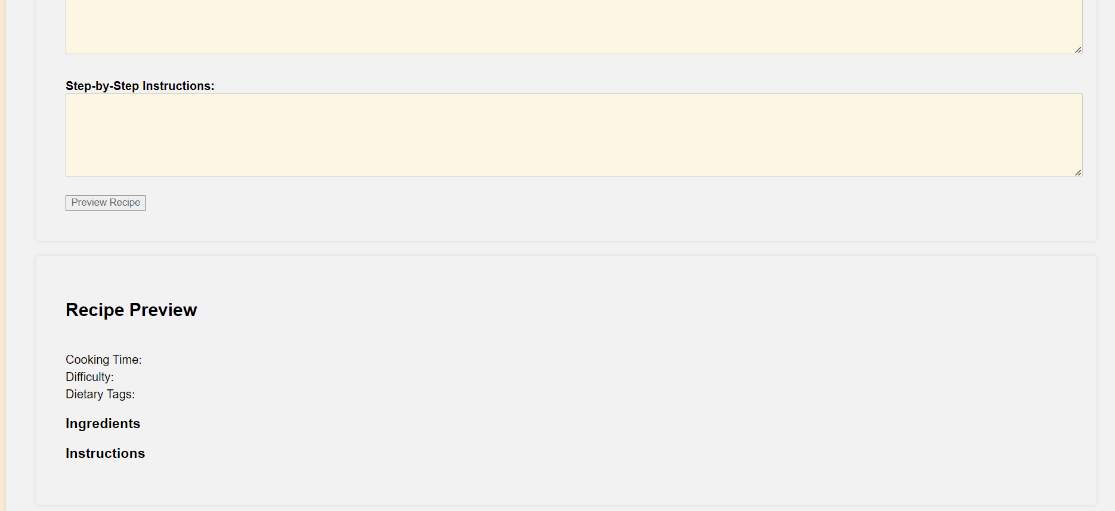 Step-by-Step Instructions:
Preview Recipe
Recipe Preview
Cooking Time:
Difficulty:
Dietary Tags:
Ingredients
Instructions